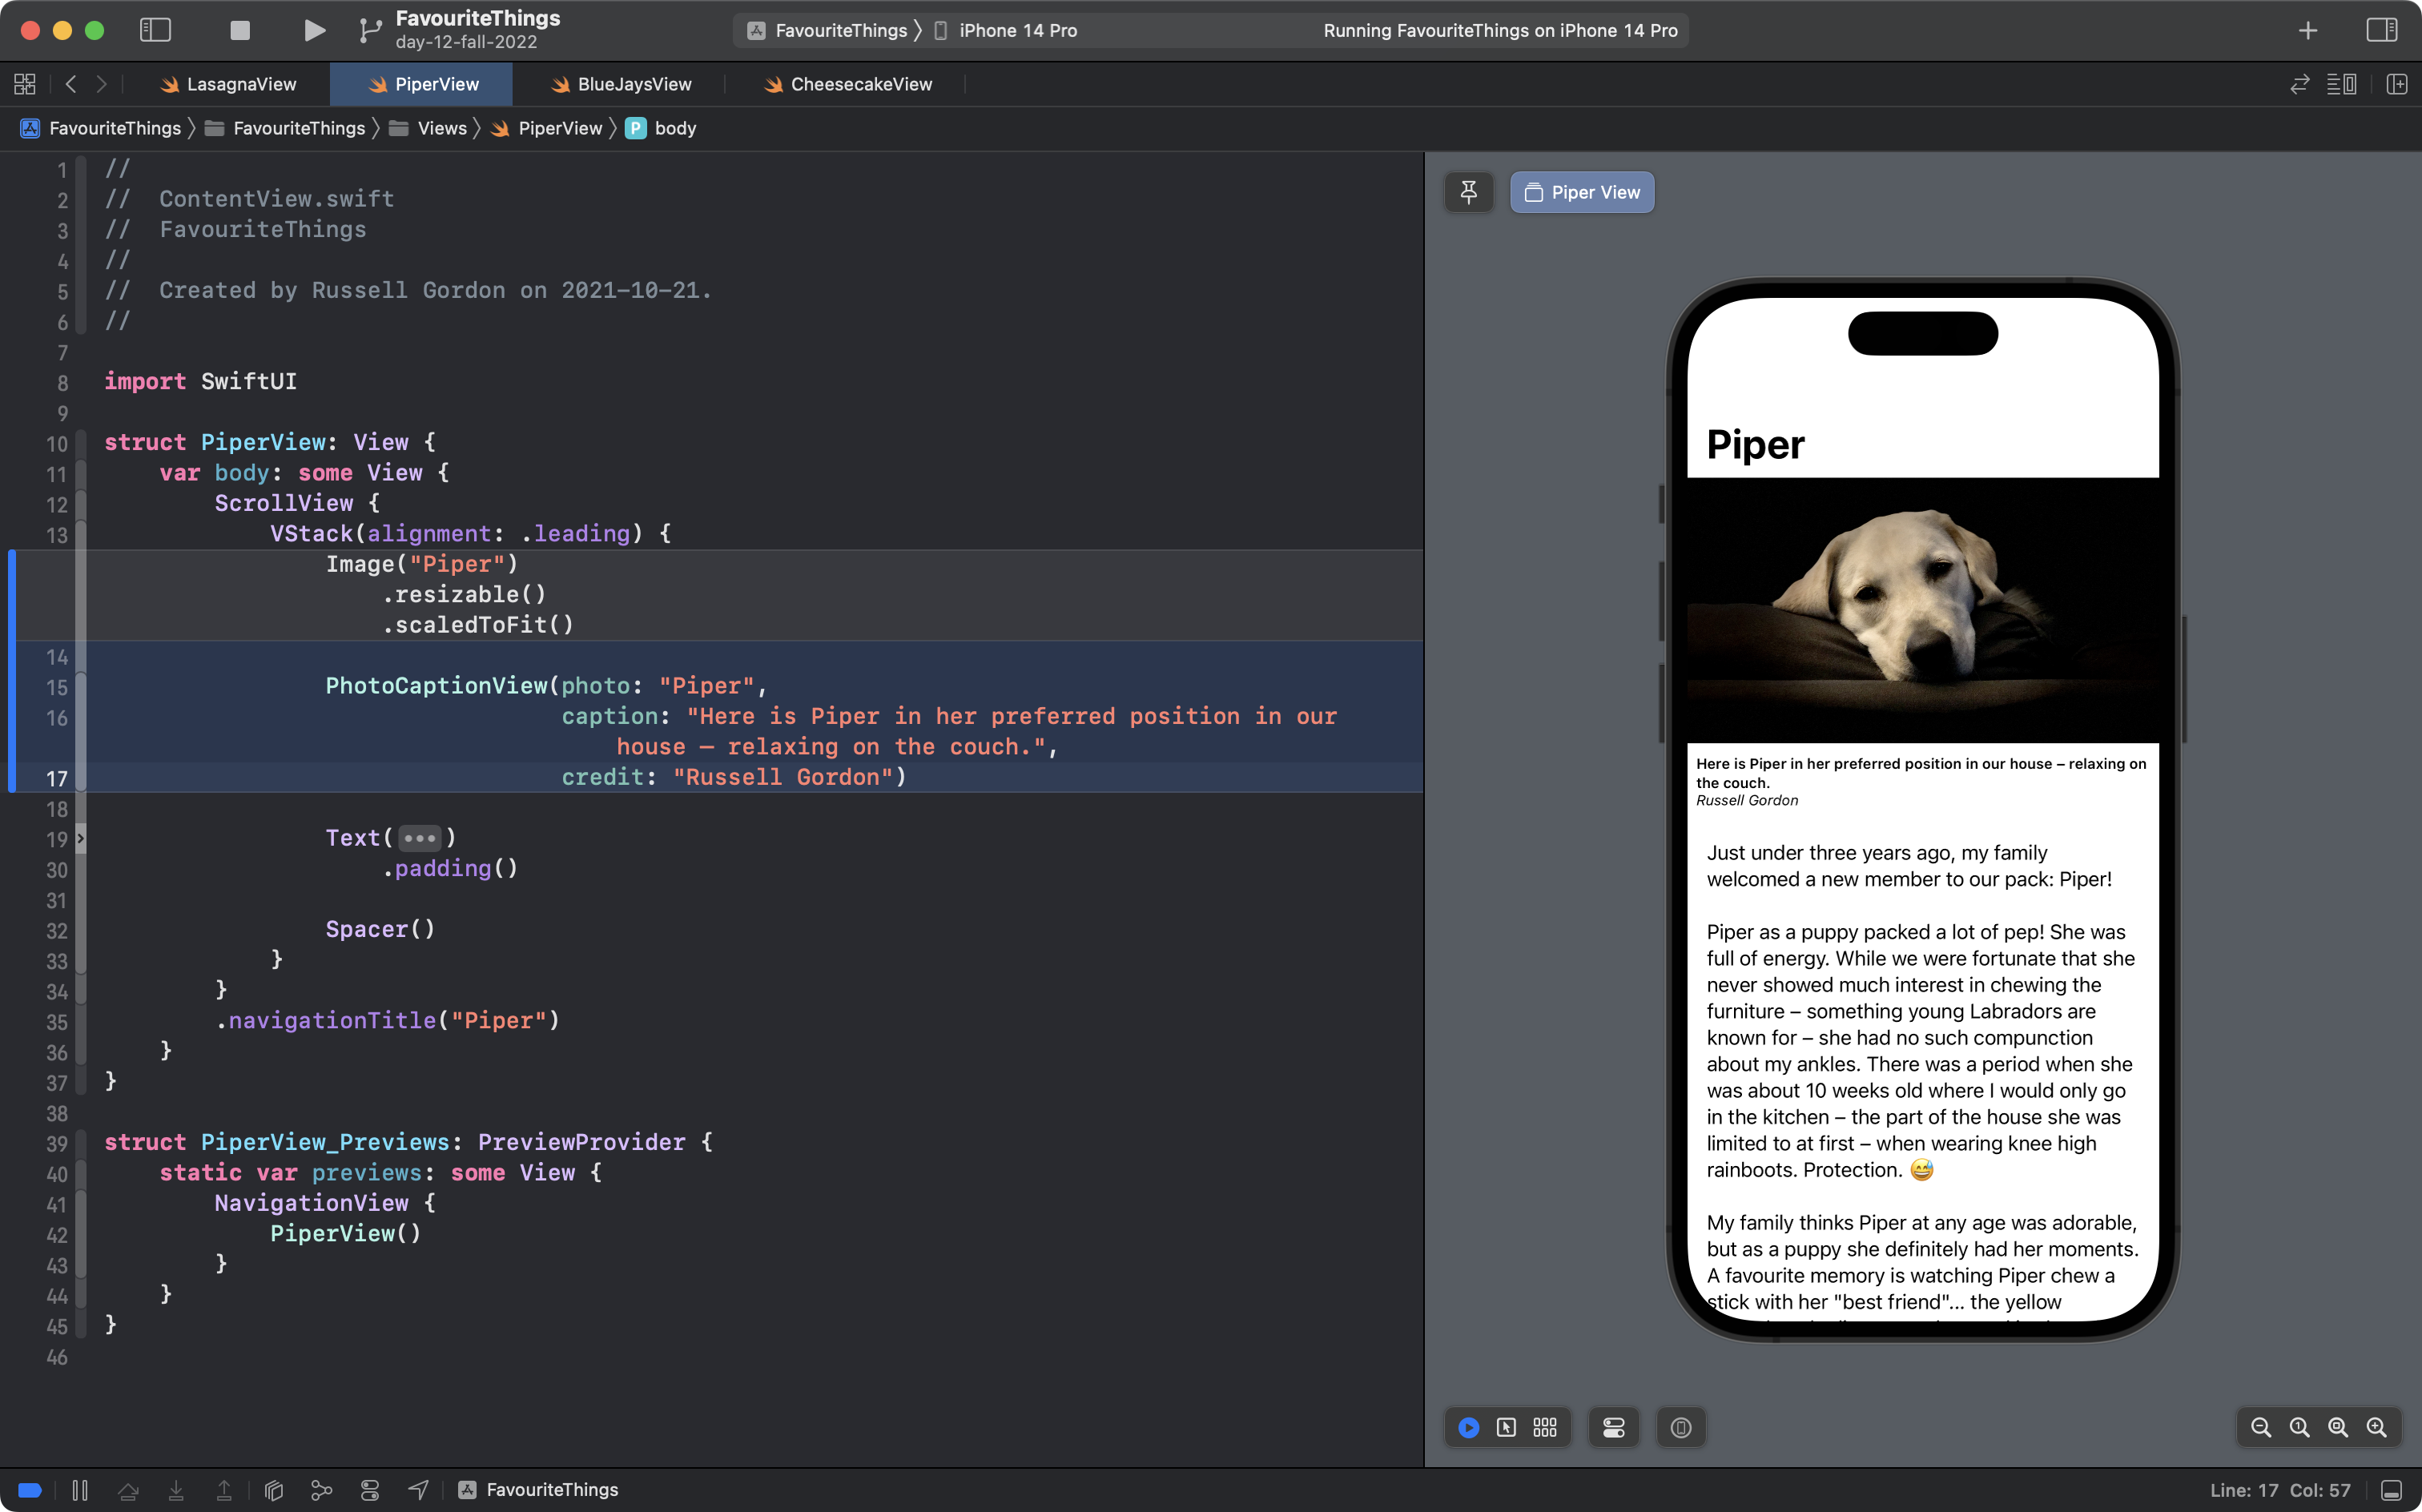 FavouriteThings
day-12-fall-2022
FavouriteThings
iPhone 14 Pro
Running FavouriteThings on iPhone 14 Pro
LasagnaView
PiperView
BlueJaysView
CheesecakeView
FavouriteThings
FavouriteThings
Views
PiperView
P
body
1 //
2 //  ContentView.swift
3 //  FavouriteThings
4 //
5 //  Created by Russell Gordon on 2021-10-21.
6 //
7
8 import SwiftUI
9
10 struct PiperView: View {
11     var body: some View {
12         ScrollView {
13             VStack(alignment: .leading) {
                Image("Piper")
                    .resizable()
                    .scaledToFit()
14
15                 PhotoCaptionView(photo: "Piper",
16                                  caption: "Here is Piper in her preferred position in our
house – relaxing on the couch.",
17                                  credit: "Russell Gordon")
18
19                 Text(•••)
30                     .padding()
31
32                 Spacer()
33             }
34         }
35         .navigationTitle("Piper")
36     }
37 }
38
39 struct PiperView_Previews: PreviewProvider {
40     static var previews: some View {
41         NavigationView {
42             PiperView()
43         }
44     }
45 }
46
Piper View
Piper
Here is Piper in her preferred position in our house – relaxing on
the couch.
Russell Gordon
Just under three years ago, my family
welcomed a new member to our pack: Piper!
Piper as a puppy packed a lot of pep! She was
full of energy. While we were fortunate that she
never showed much interest in chewing the
furniture – something young Labradors are
known for – she had no such compunction
about my ankles. There was a period when she
was about 10 weeks old where I would only go
in the kitchen – the part of the house she was
limited to at first – when wearing knee high
rainboots. Protection. 😅
My family thinks Piper at any age was adorable,
but as a puppy she definitely had her moments.
A favourite memory is watching Piper chew a
stick with her "best friend"... the yellow
FavouriteThings
Line: 17 Col: 57